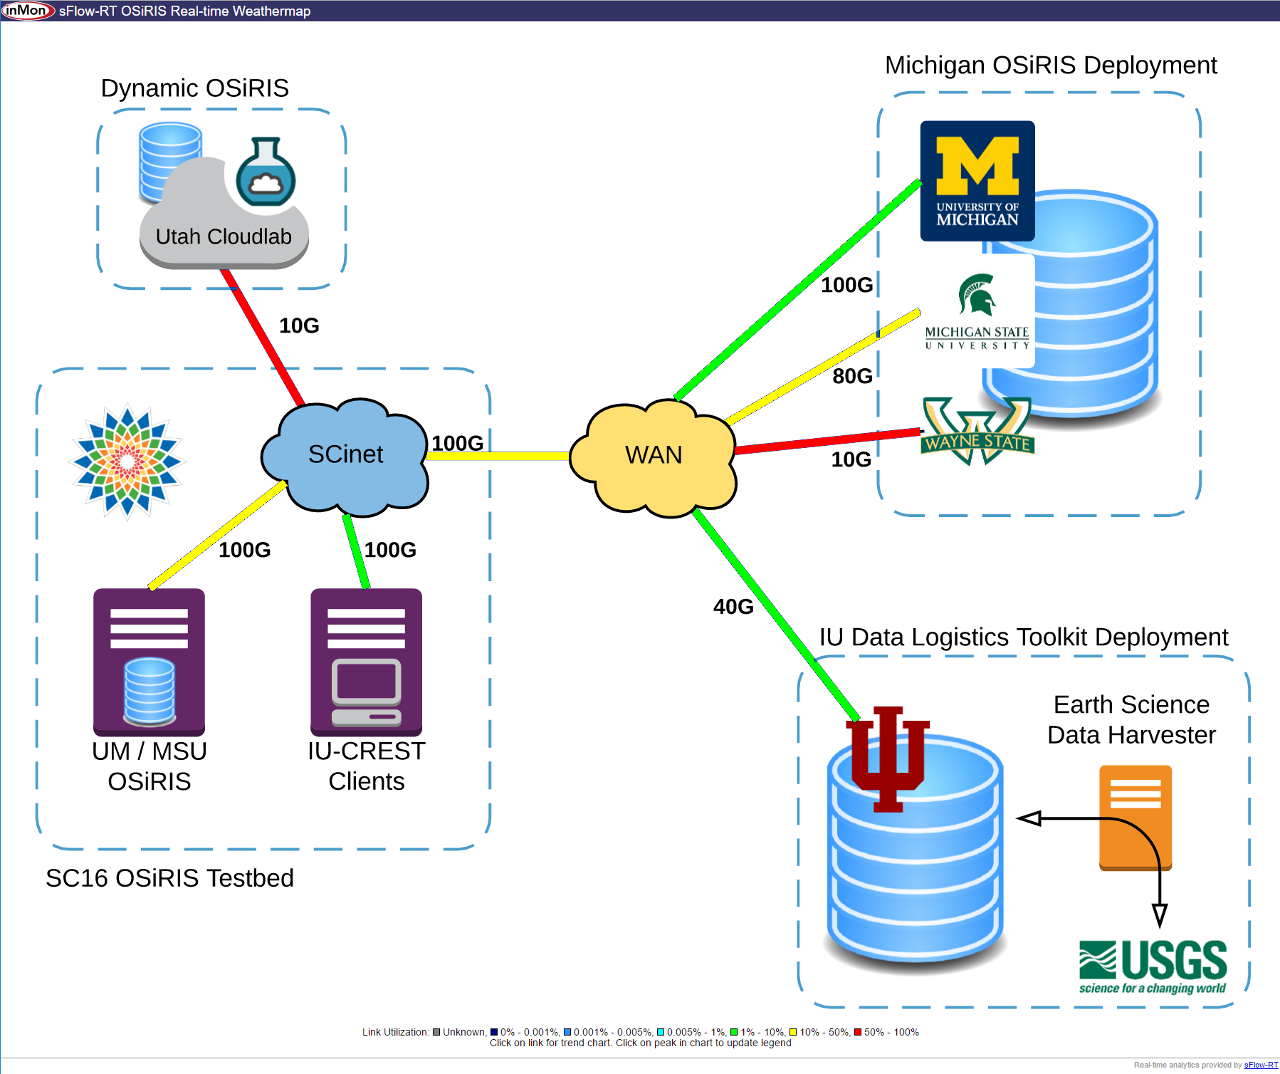 inMon sFlow-RT OSiRIS Real-time Weathermap
Michigan OSiRIS Deployment
Dynamic OSiRIS
Utah Cloudlab
M
UNIVERSITY OF
MICHIGAN
100G
10G
MICHIGAN STATE
UNIVERSITY
80G
WAYNE STATE
10G
SCinet
100G
WAN
100G
100G
40G
IU Data Logistics Toolkit Deployment
UM / MSU
OSiRIS
IU-CREST
Clients
SC16 OSiRIS Testbed
Earth Science
Data Harvester
USGS
science for a changing world
Link Utilization: Unknown, 0% - 0.001%, 0.001% - 0.005%, 0.005% - 1%, 1% - 10%, 10% - 50%, 50% - 100%
Click on link for trend chart. Click on peak in chart to update legend
Real-time analytics provided by sFlow-RT